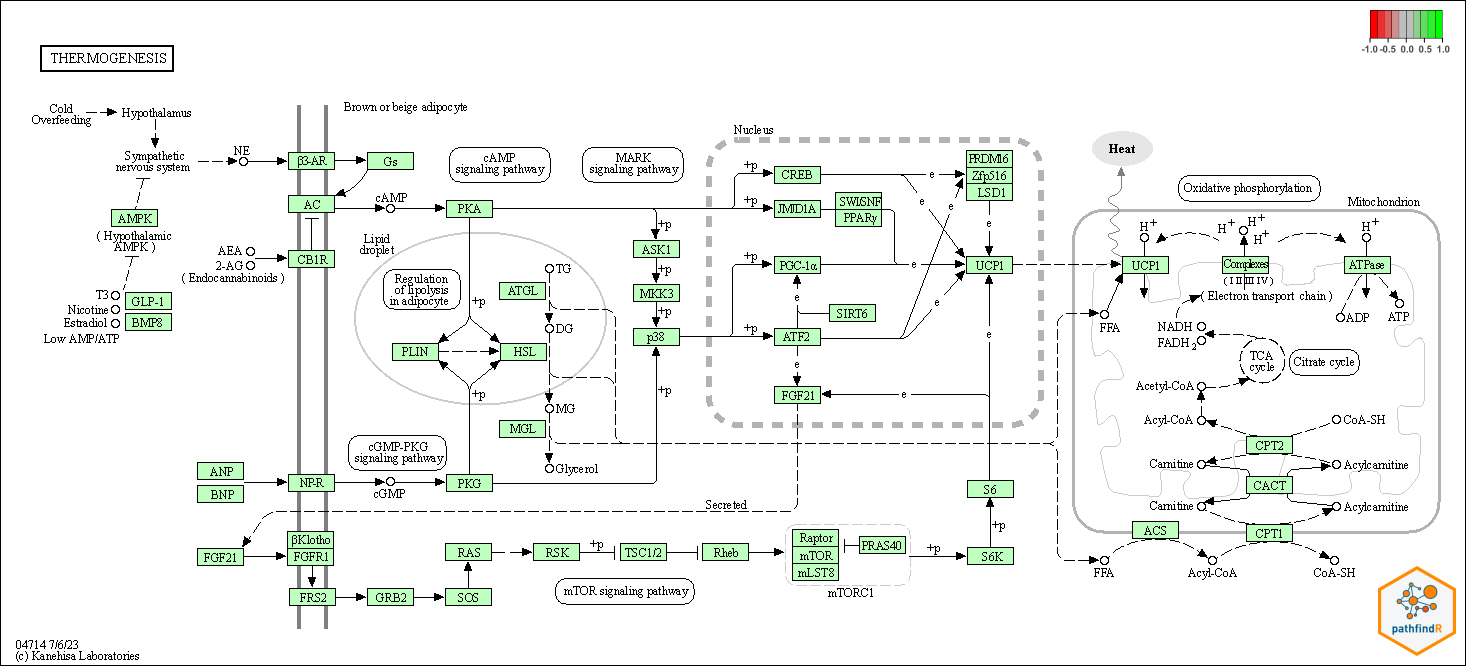 THERMOGENESIS
-1.0 -0.5 0.0 0.5 1.0
Cold
Overfeeding
Hypothalamus
Brown or beige adipocyte
Sympathetic
nervous system
NE
β3-AR
Gs
cAMP
signaling pathway
MARK
signaling pathway
Nucleus
AC
cAMP
PKA
AMPK
( Hypothalamic
AMPK )
AEA
2-AG
( Endocannabinoids )
CB1R
T3
Nicotine
Estradiol
Low AMP/ATP
GLP-1
BMP8
Lipid
droplet
Regulation
of lipolysis
in adipocyte
+p
PLIN
HSL
+p
TG
ATGL
DG
MG
MGL
Glycerol
+p
ASK1
+p
MKK3
+p
p38
+p
+p
+p
+p
+p
CREB
JMJD1A
SWI/SNF
PPARγ
PGC-1α
SIRT6
ATF2
e
FGF21
e
e
e
e
e
e
e
e
PRDM16
Zfp516
LSD1
UCP1
Heat
Oxidative phosphorylation
Mitochondrion
H+
H+
H+
H+
H+
UCP1
Complexes
( I II III IV )
( Electron transport chain )
ATPase
ADP
ATP
FFA
NADH
FADH2
TCA
cycle
Citrate cycle
Acetyl-CoA
Acyl-CoA
CoA-SH
CPT2
Carnitine
Acylcarnitine
CACT
Carnitine
Acylcarnitine
ACS
CPT1
FFA
Acyl-CoA
CoA-SH
cGMP-PKG
signaling pathway
ANP
BNP
NP-R
cGMP
PKG
Secreted
FGF21
βKlotho
FGFR1
FRS2
GRB2
SOS
RAS
RSK
+p
TSC1/2
Rheb
mTOR signaling pathway
Raptor
mTOR
mLST8
PRAS40
mTORC1
+p
S6K
+p
S6
04714 7/6/23
(c) Kanehisa Laboratories
pathfindR